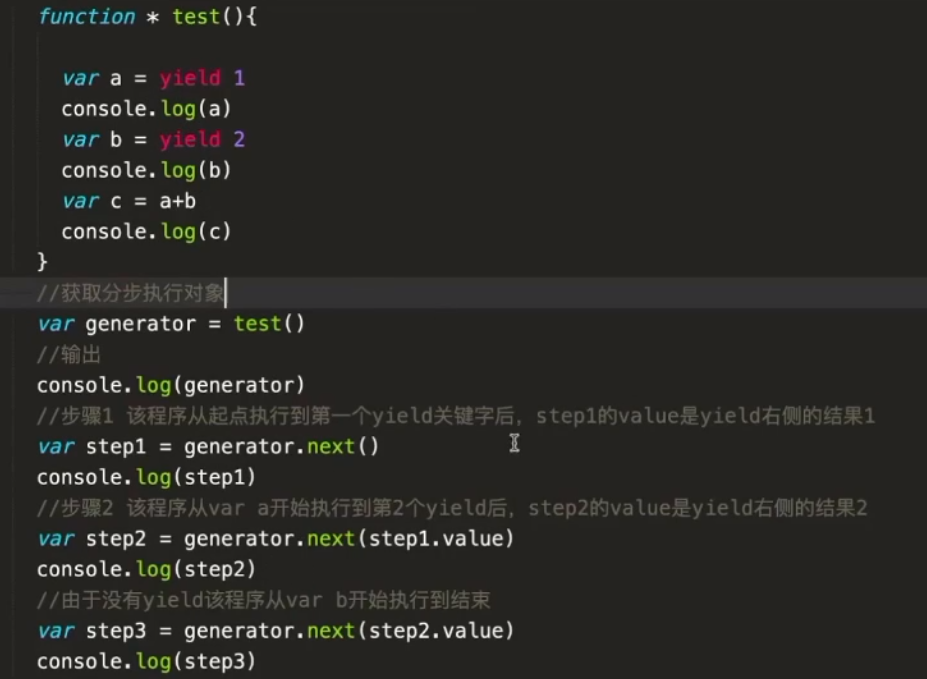 function * test(){
var a = yield 1
console.log(a)
var b = yield 2
console.log(b)
var c = a+b
console.log(c)
}
//获取分步执行对象
var generator = test()
//输出
console.log(generator)
//步骤1 该程序从起点执行到第一个yield关键字后，step1的value是yield右侧的结果1
var step1 = generator.next()
console.log(step1)
//步骤2 该程序从var a开始执行到第2个yield后，step2的value是yield右侧的结果2
var step2 = generator.next(step1.value)
console.log(step2)
//由于没有yield该程序从var b开始执行到结束
var step3 = generator.next(step2.value)
console.log(step3)